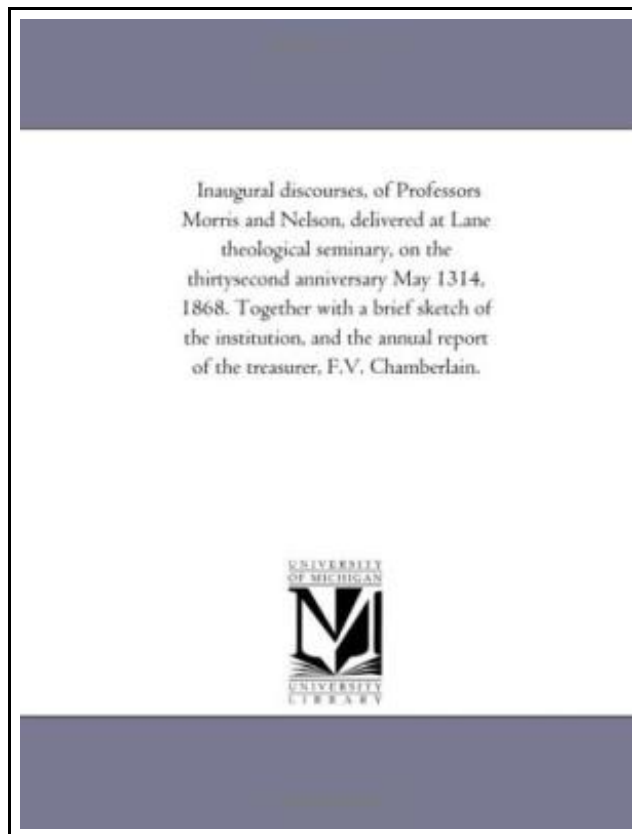 Inaugural discourses, of Professors
Morris and Nelson, delivered at Lane
theological seminary, on the
thirtysecond anniversary May 1314,
1868. Together with a brief sketch of
the institution, and the annual report
of the treasurer, F.V. Chamberlain.
UNIVERSITY
OF MICHIGAN
M
UNIVERSITY
LIBRARY